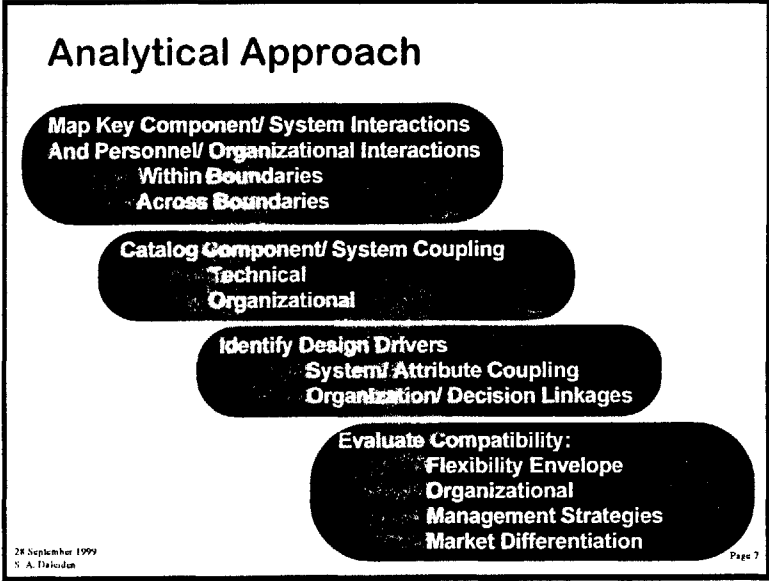 Analytical Approach
Map Key Component/ System Interactions
And Personnel/ Organizational Interactions
Within Boundaries
Across Boundaries
Catalog Component/ System Coupling
Technical
Organizational
Identify Design Drivers
System/ Attribute Coupling
Organization/ Decision Linkages
Evaluate Compatibility:
Flexibility Envelope
Organizational
Management Strategies
Market Differentiation
28 September 1999
S. A.
Page 7